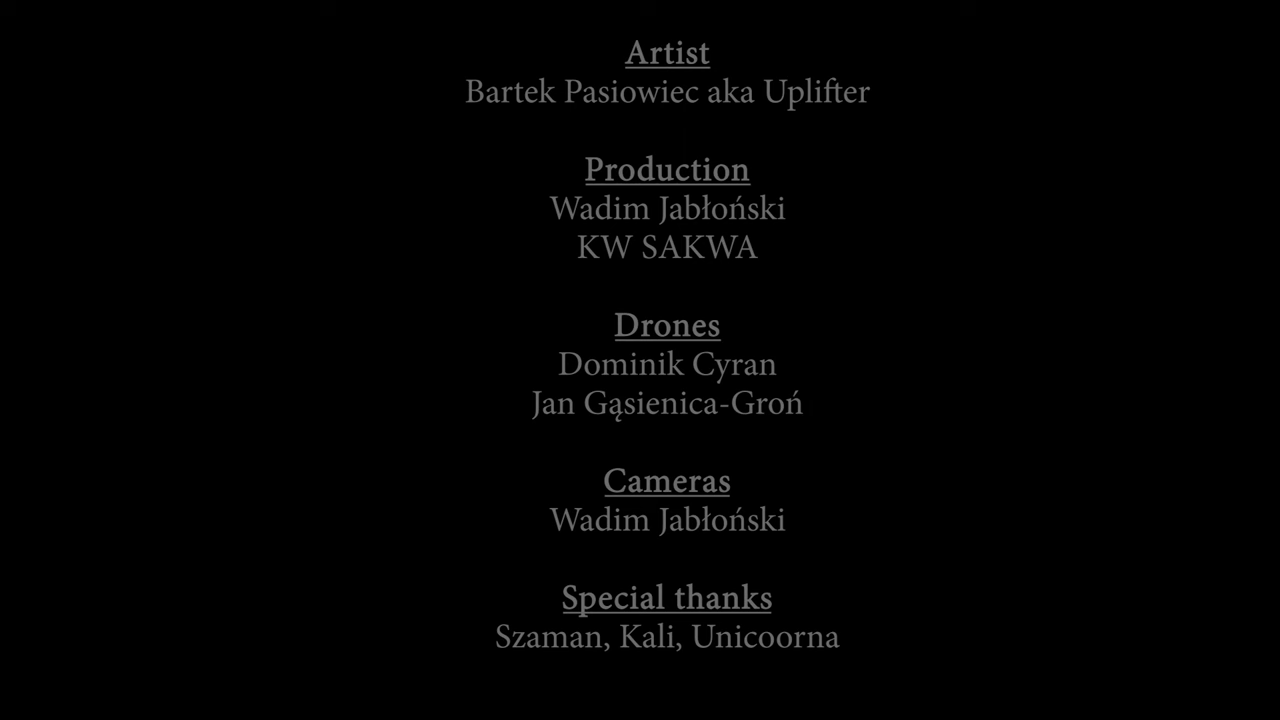 Artist
Bartek Pasiowiec aka Uplifter
Production
Wadim Jabłoński
KW SAKWA
Drones
Dominik Cyran
Jan Gąsienica-Groń
Cameras
Wadim Jabłoński
Special thanks
Szaman, Kali, Unicoorna